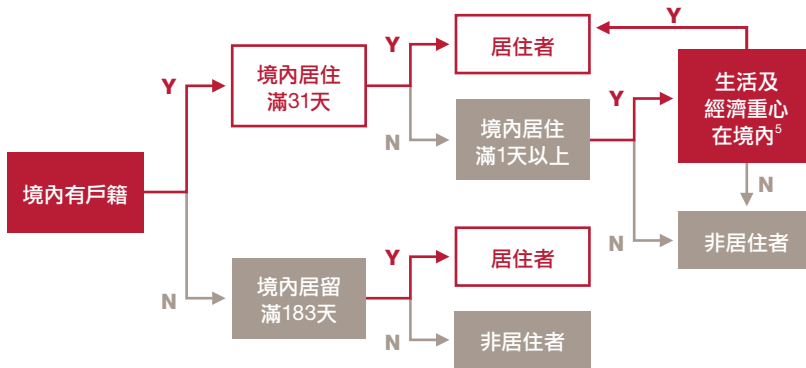 境內有戶籍
Y
N
境內居住
滿31天
Y
N
居住者
境內居住
滿1天以上
Y
N
生活及
經濟重心
在境內5
Y
N
非居住者
境內居留
滿183天
Y
N
居住者
非居住者